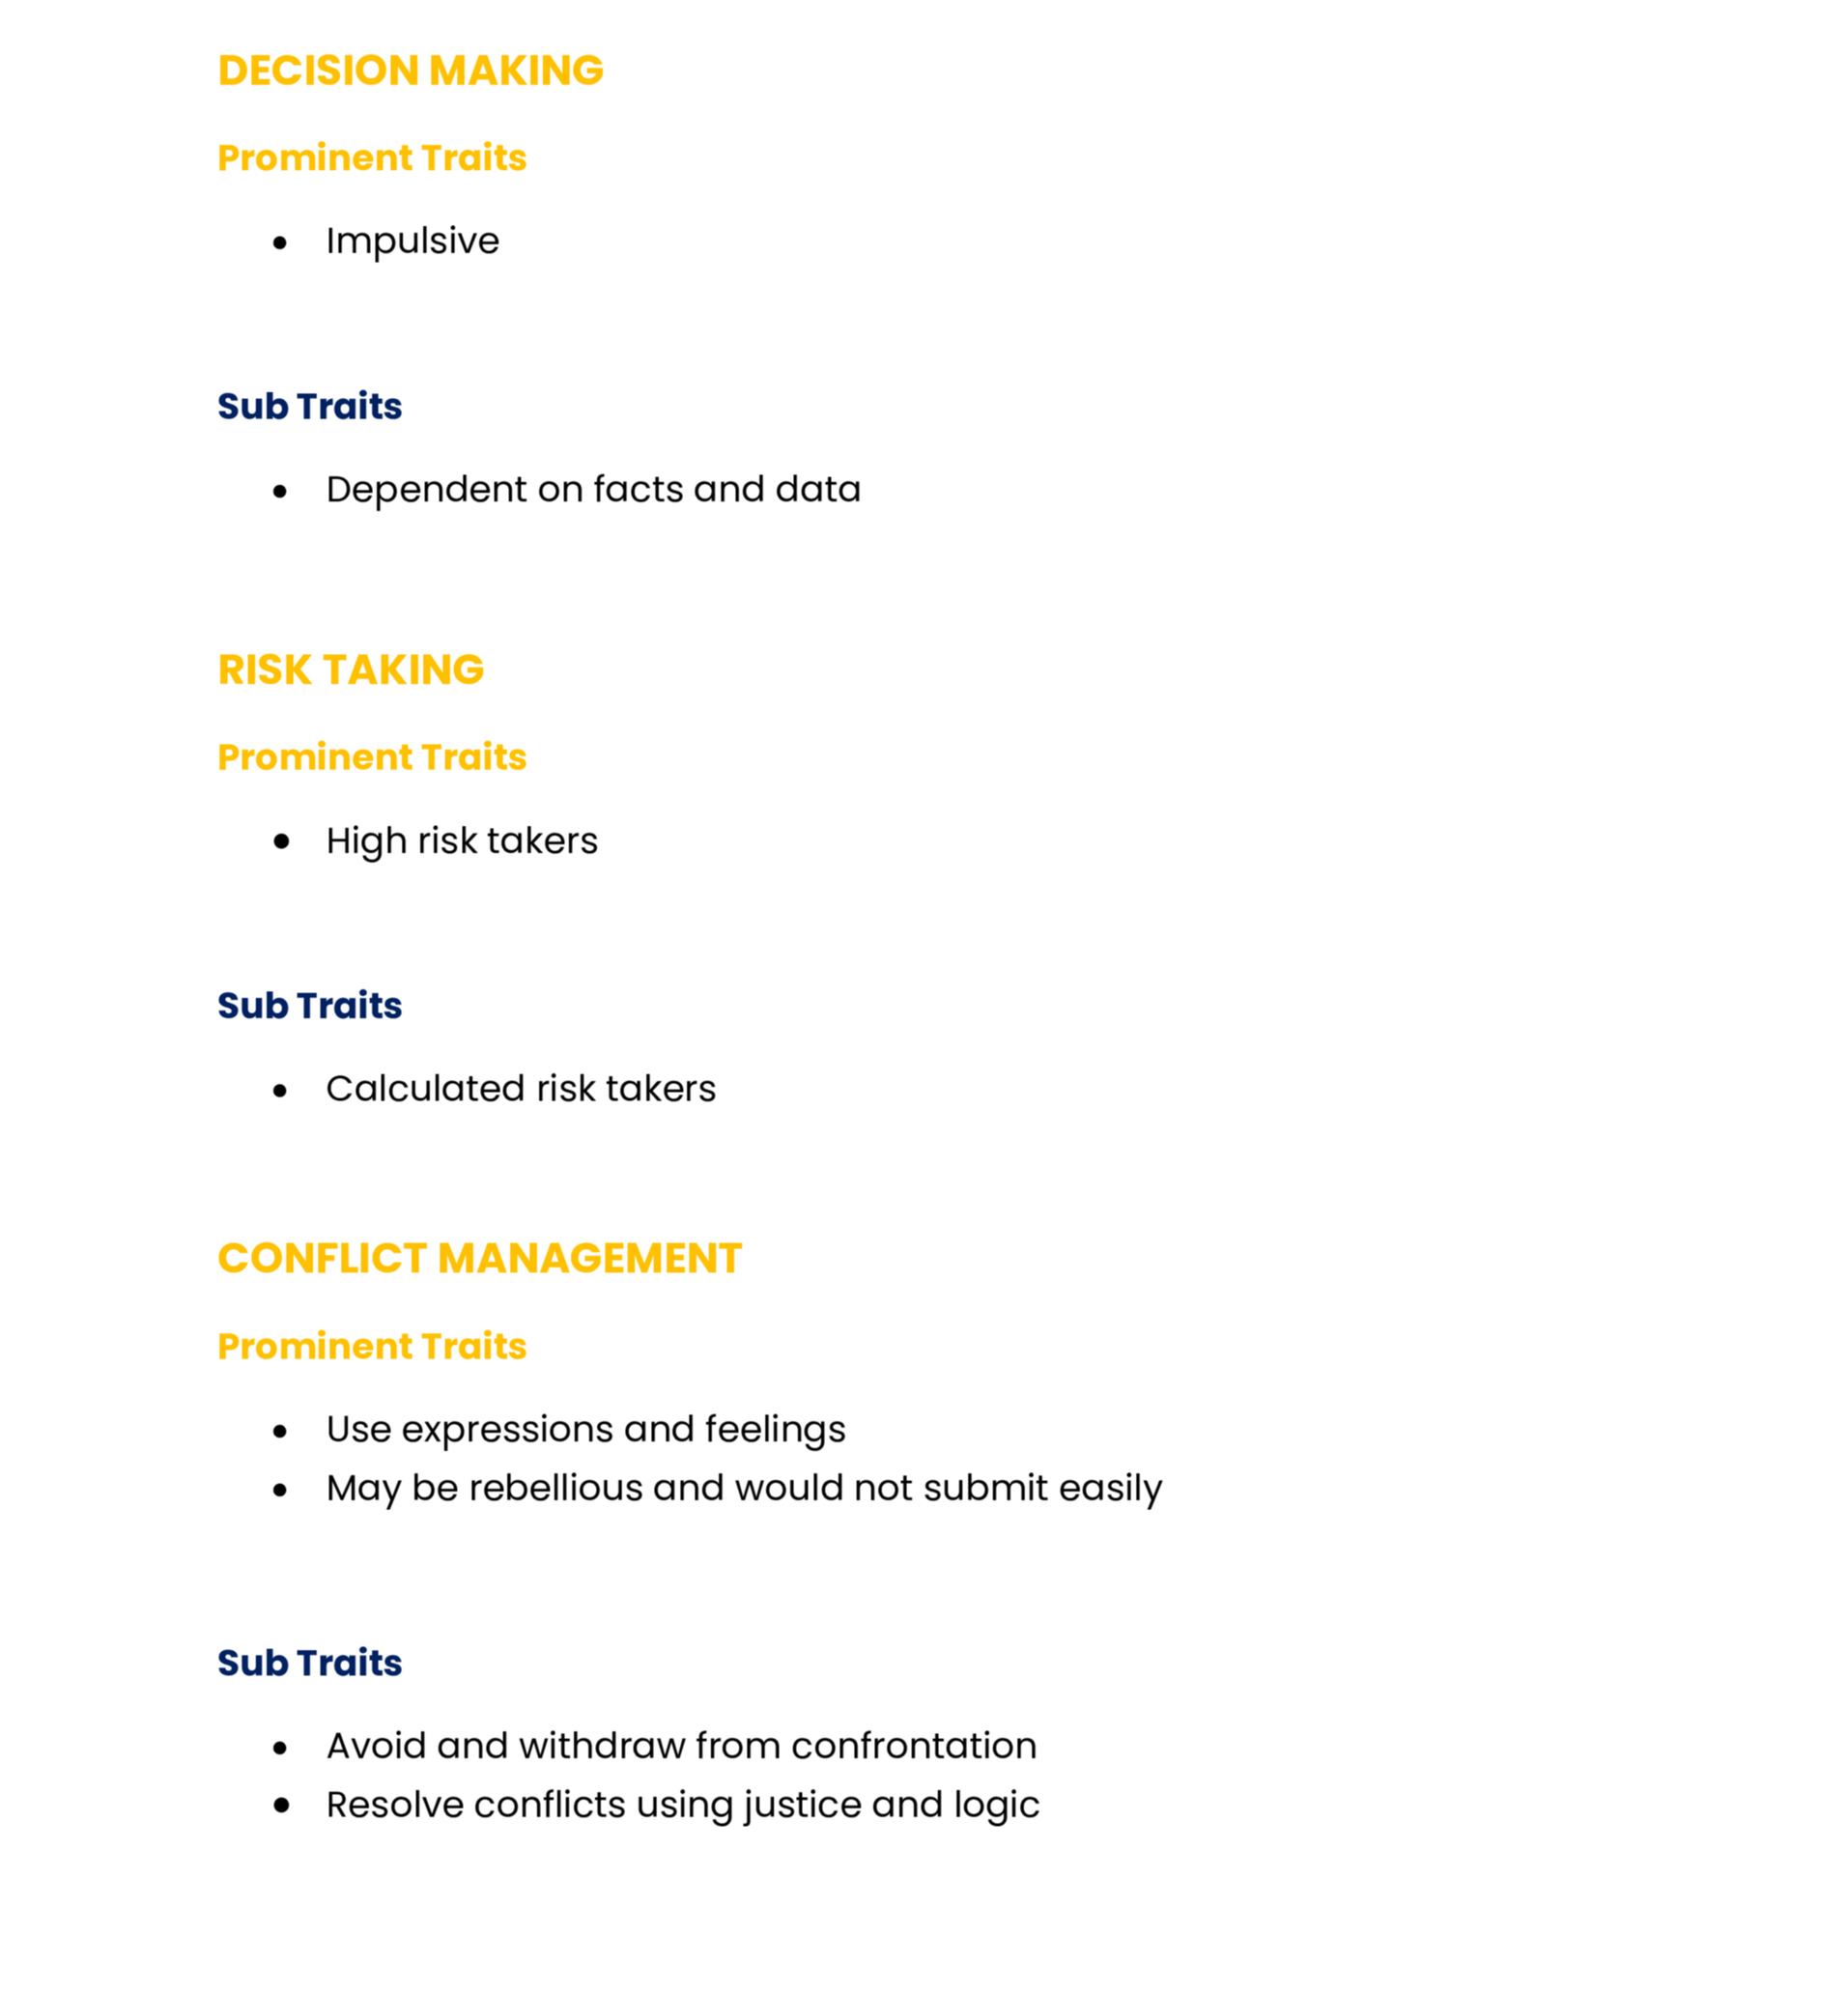 DECISION MAKING
Prominent Traits
● Impulsive
Sub Traits
● Dependent on facts and data
RISK TAKING
Prominent Traits
● High risk takers
Sub Traits
● Calculated risk takers
CONFLICT MANAGEMENT
Prominent Traits
● Use expressions and feelings
● May be rebellious and would not submit easily
Sub Traits
● Avoid and withdraw from confrontation
● Resolve conflicts using justice and logic